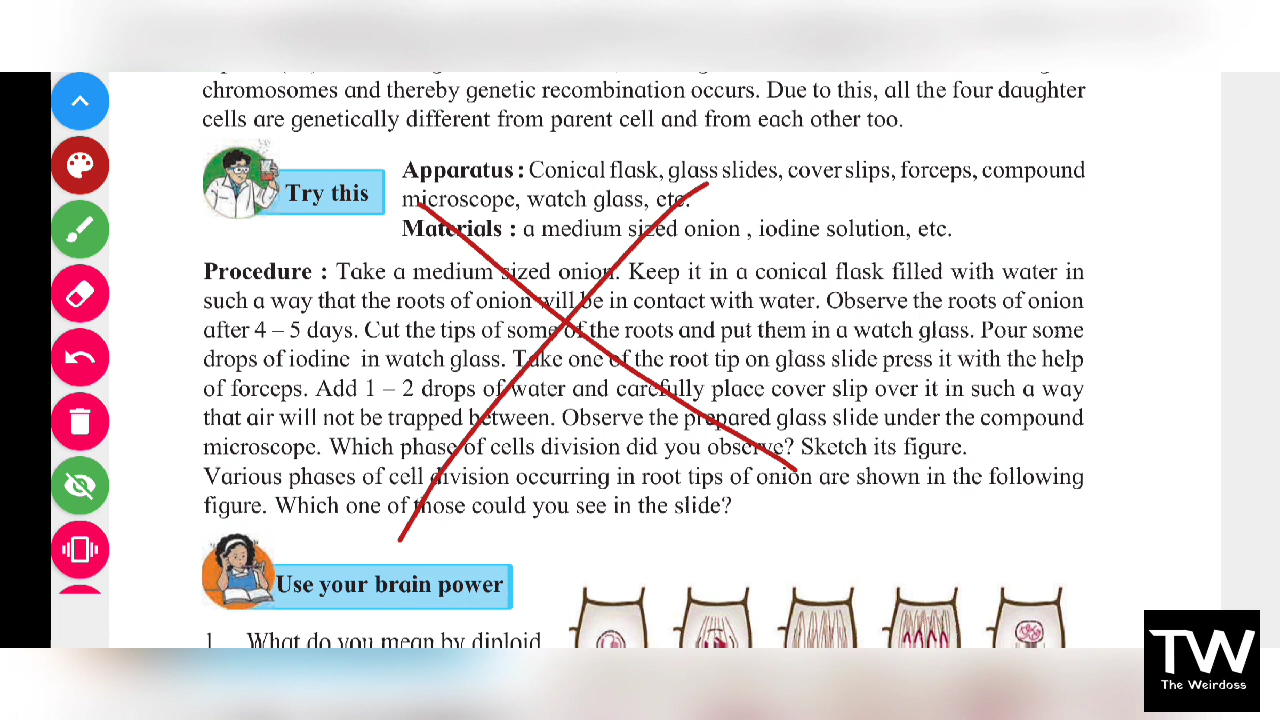 chromosomes and thereby genetic recombination occurs. Due to this, all the four daughter
cells are genetically different from parent cell and from each other too.
Try this
Apparatus : Conical flask, glass slides, cover slips, forceps, compound
microscope, watch glass, etc.
Materials : a medium sized onion , iodine solution, etc.
Procedure : Take a medium sized onion. Keep it in a conical flask filled with water in
such a way that the roots of onion will be in contact with water. Observe the roots of onion
after 4 – 5 days. Cut the tips of some of the roots and put them in a watch glass. Pour some
drops of iodine in watch glass. Take one of the root tip on glass slide press it with the help
of forceps. Add 1 – 2 drops of water and carefully place cover slip over it in such a way
that air will not be trapped between. Observe the prepared glass slide under the compound
microscope. Which phase of cells division did you observe? Sketch its figure.
Various phases of cell division occurring in root tips of onion are shown in the following
figure. Which one of those could you see in the slide?
Use your brain power
1. What do you mean by diploid
TW
The Weirdoss